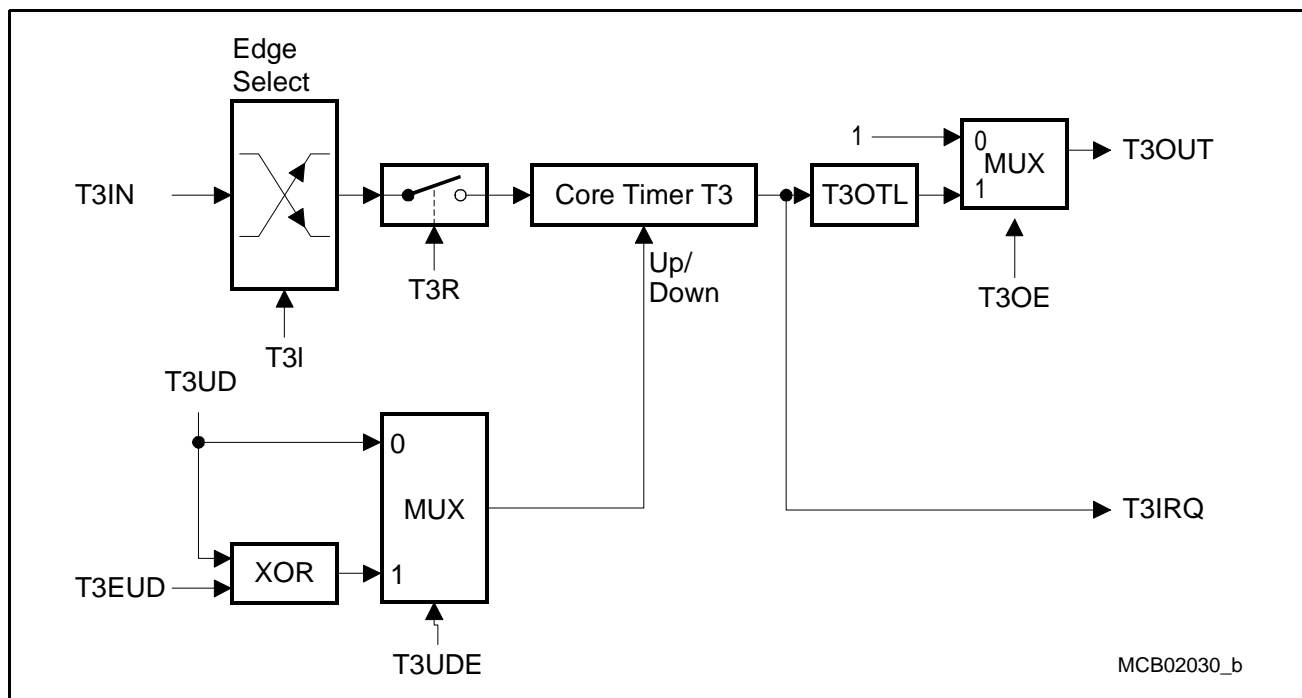 Edge
Select
T3IN
T3I
T3R
Core Timer T3
Up/
Down
T3OTL
1
0
MUX
1
T3OUT
T3OE
T3UD
0
MUX
1
XOR
T3EUD
T3UDE
T3IRQ
MCB02030_b